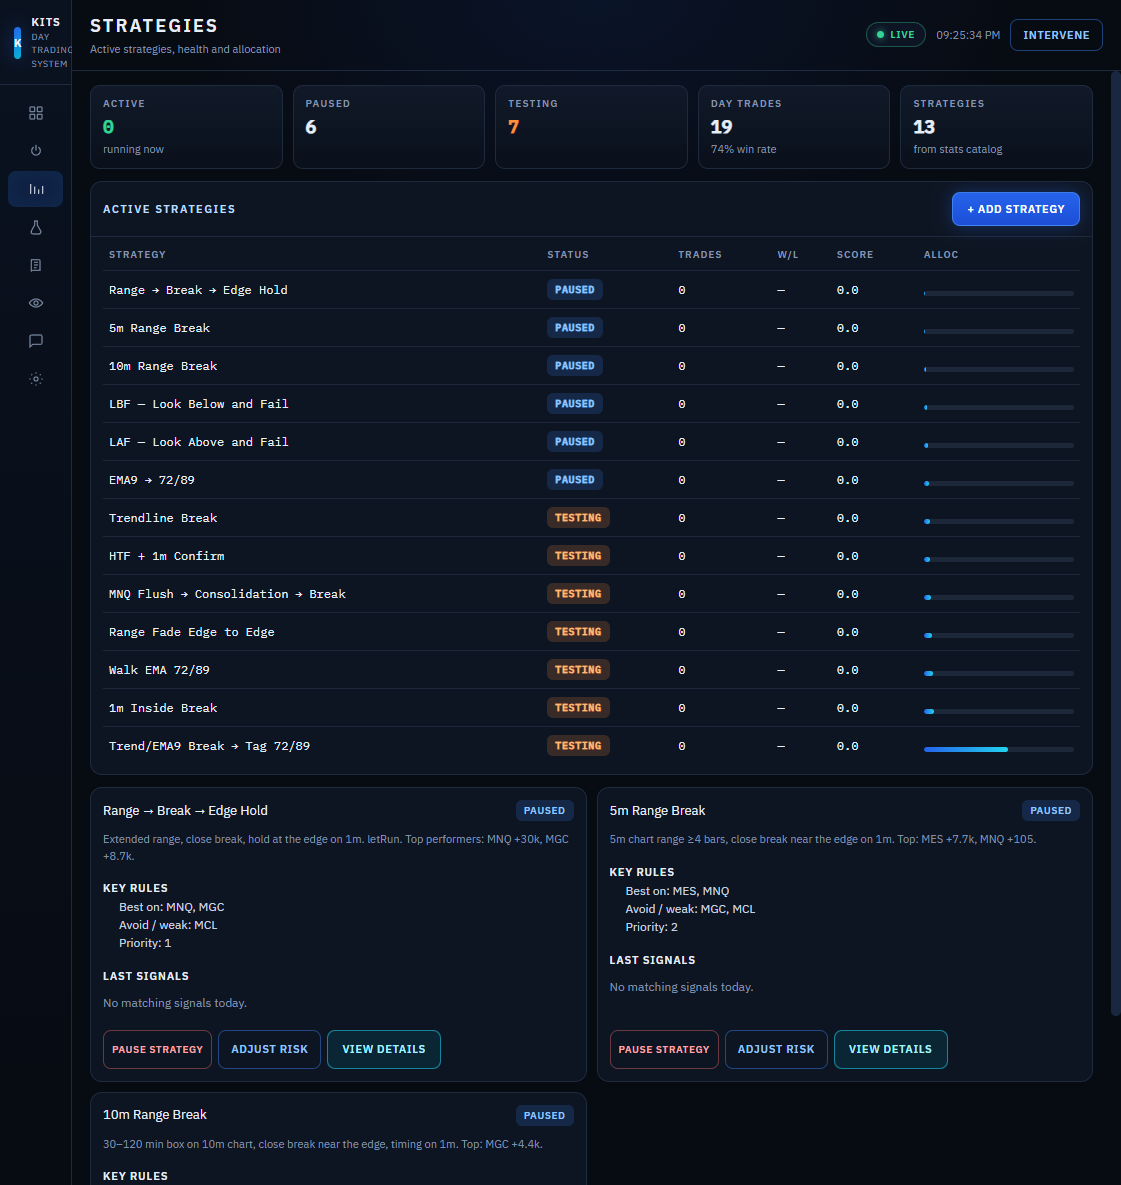 K
KITS
DAY
TRADING
SYSTEM
STRATEGIES
Active strategies, health and allocation
LIVE
09:25:34 PM
INTERVENE
ACTIVE
0
running now
PAUSED
6
TESTING
7
DAY TRADES
19
74% win rate
STRATEGIES
13
from stats catalog
ACTIVE STRATEGIES
+ ADD STRATEGY
STRATEGY STATUS TRADES W/L SCORE ALLOC
Range → Break → Edge Hold PAUSED 0 — 0.0
5m Range Break PAUSED 0 — 0.0
10m Range Break PAUSED 0 — 0.0
LBF — Look Below and Fail PAUSED 0 — 0.0
LAF — Look Above and Fail PAUSED 0 — 0.0
EMA9 → 72/89 PAUSED 0 — 0.0
Trendline Break TESTING 0 — 0.0
HTF + 1m Confirm TESTING 0 — 0.0
MNQ Flush → Consolidation → Break TESTING 0 — 0.0
Range Fade Edge to Edge TESTING 0 — 0.0
Walk EMA 72/89 TESTING 0 — 0.0
1m Inside Break TESTING 0 — 0.0
Trend/EMA9 Break → Tag 72/89 TESTING 0 — 0.0
Range → Break → Edge Hold PAUSED
Extended range, close break, hold at the edge on 1m. letRun. Top performers: MNQ +30k, MGC
+8.7k.
KEY RULES
Best on: MNQ, MGC
Avoid / weak: MCL
Priority: 1
LAST SIGNALS
No matching signals today.
PAUSE STRATEGY ADJUST RISK VIEW DETAILS
5m Range Break PAUSED
5m chart range ≥4 bars, close break near the edge on 1m. Top: MES +7.7k, MNQ +105.
KEY RULES
Best on: MES, MNQ
Avoid / weak: MGC, MCL
Priority: 2
LAST SIGNALS
No matching signals today.
PAUSE STRATEGY ADJUST RISK VIEW DETAILS
10m Range Break PAUSED
30–120 min box on 10m chart, close break near the edge, timing on 1m. Top: MGC +4.4k.
KEY RULES